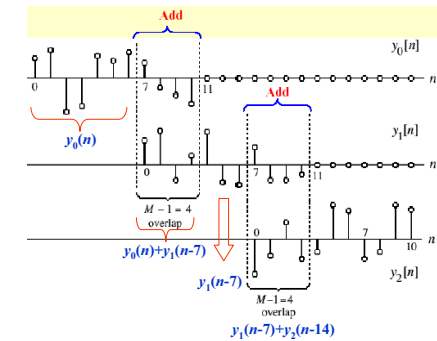 Add
y₀[n]
0 7 11 n
Add
y₀(n)
y₁[n]
0 7 11 n
M – 1 = 4
overlap
y₀(n)+y₁(n-7)
y₁(n-7)
0 7 10 n
y₂[n]
M–1=4
overlap
y₁(n-7)+y₂(n-14)